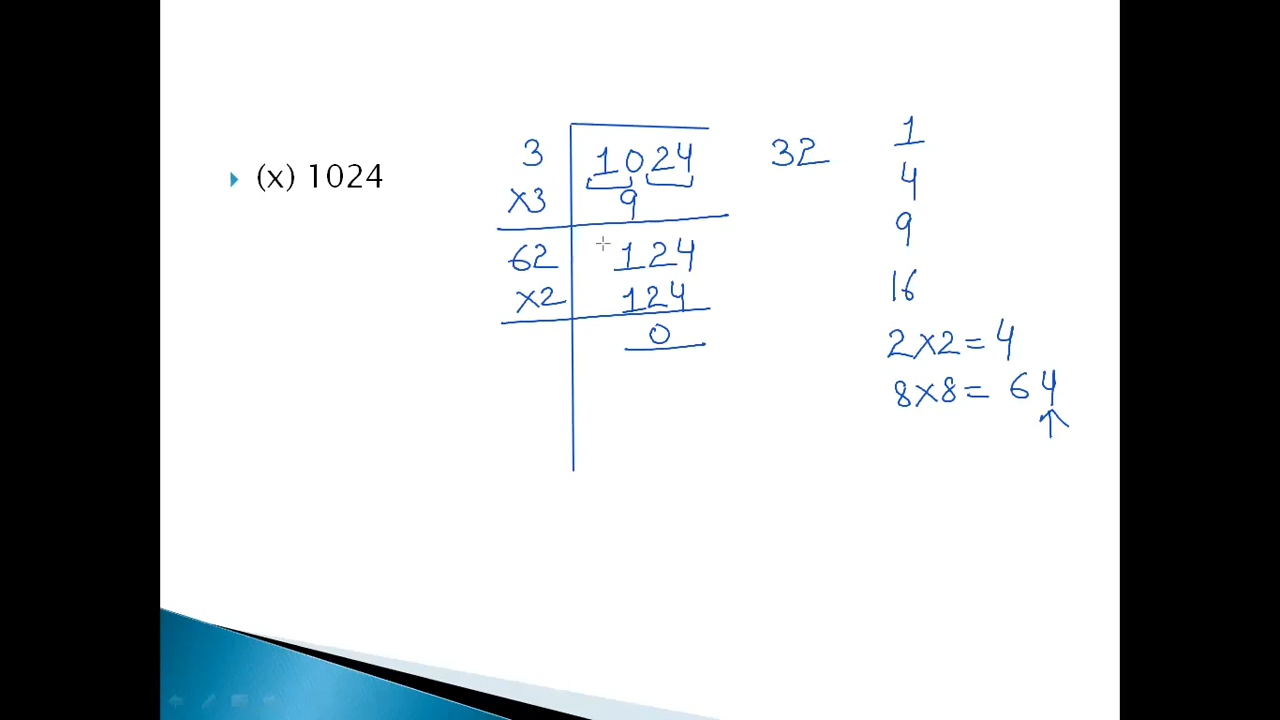 (x) 1024
3 1024 32
x3 9
62 124
x2 124
0
1
4
9
16
2x2=4
8x8=64